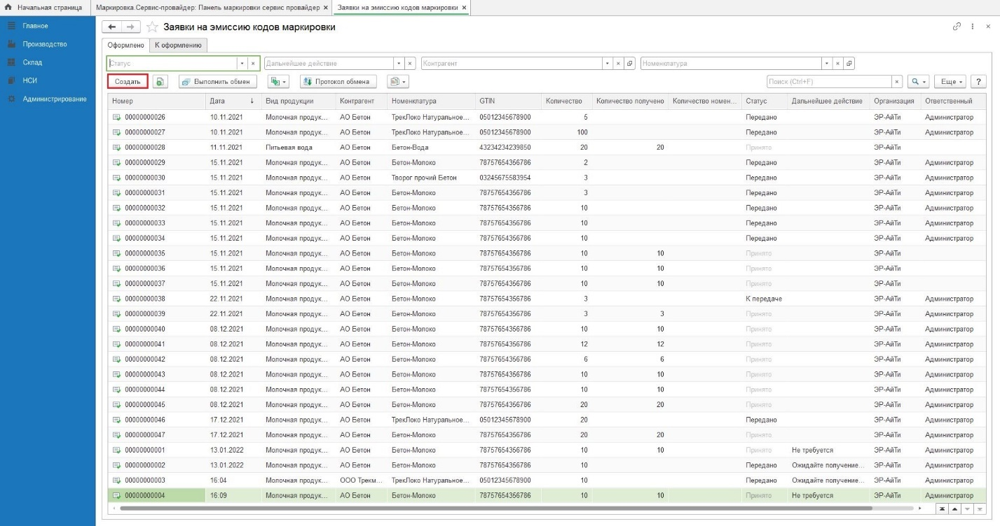 Начальная страница Маркировка.Сервис-провайдер: Панель маркировки сервис провайдер × Заявки на эмиссию кодов маркировки ×
Главное
Производство
Склад
НСИ
Администрирование
Заявки на эмиссию кодов маркировки
Оформлено К оформлению
Статус Дальнейшее действие Контрагент Номенклатура
Создать Выполнить обмен Протокол обмена Поиск (Ctrl+F) Еще ?
Номер Дата ↓ Вид продукции Контрагент Номенклатура GTIN Количество Количество получено Количество номен... Статус Дальнейшее действие Организация Ответственный
00000000026 10.11.2021 Молочная продук... АО Бетон ТрекЛоко Натуральное... 05012345678900 5 Передано ЭР-АйТи Администратор
00000000027 10.11.2021 Молочная продук... АО Бетон ТрекЛоко Натуральное... 05012345678900 100 Передано ЭР-АйТи Администратор
00000000028 11.11.2021 Питьевая вода АО Бетон Бетон-Вода 43234234239850 20 20 Принято ЭР-АйТи
00000000029 15.11.2021 Молочная продук... АО Бетон Бетон-Молоко 78757654356786 2 Передано ЭР-АйТи Администратор
00000000030 15.11.2021 Молочная продук... АО Бетон Творог прочий Бетон 03245675583954 3 Передано ЭР-АйТи Администратор
00000000031 15.11.2021 Молочная продук... АО Бетон Бетон-Молоко 78757654356786 3 Передано ЭР-АйТи Администратор
00000000032 15.11.2021 Молочная продук... АО Бетон Бетон-Молоко 78757654356786 10 Передано ЭР-АйТи Администратор
00000000033 15.11.2021 Молочная продук... АО Бетон Бетон-Молоко 78757654356786 10 Передано ЭР-АйТи Администратор
00000000034 15.11.2021 Молочная продук... АО Бетон Бетон-Молоко 78757654356786 10 Передано ЭР-АйТи Администратор
00000000035 15.11.2021 Молочная продук... АО Бетон Бетон-Молоко 78757654356786 10 10 Принято ЭР-АйТи
00000000036 15.11.2021 Молочная продук... АО Бетон Бетон-Молоко 78757654356786 10 10 Принято ЭР-АйТи
00000000037 15.11.2021 Молочная продук... АО Бетон Бетон-Молоко 78757654356786 10 10 Принято ЭР-АйТи
00000000038 22.11.2021 Молочная продук... АО Бетон Бетон-Молоко 78757654356786 3 К передаче ЭР-АйТи Администратор
00000000039 22.11.2021 Молочная продук... АО Бетон Бетон-Молоко 78757654356786 3 3 Принято ЭР-АйТи Администратор
00000000040 08.12.2021 Молочная продук... АО Бетон Бетон-Молоко 78757654356786 10 10 Принято ЭР-АйТи Администратор
00000000041 08.12.2021 Молочная продук... АО Бетон Бетон-Молоко 78757654356786 12 12 Принято ЭР-АйТи Администратор
00000000042 08.12.2021 Молочная продук... АО Бетон Бетон-Молоко 78757654356786 6 6 Принято ЭР-АйТи Администратор
00000000043 08.12.2021 Молочная продук... АО Бетон Бетон-Молоко 78757654356786 10 10 Принято ЭР-АйТи Администратор
00000000044 08.12.2021 Молочная продук... АО Бетон Бетон-Молоко 78757654356786 10 10 Принято ЭР-АйТи Администратор
00000000045 08.12.2021 Молочная продук... АО Бетон Бетон-Молоко 78757654356786 20 20 Принято ЭР-АйТи Администратор
00000000046 17.12.2021 Молочная продук... АО Бетон ТрекЛоко Натуральное... 05012345678900 20 Передано ЭР-АйТи Администратор
00000000047 17.12.2021 Молочная продук... АО Бетон Бетон-Молоко 78757654356786 20 20 Принято ЭР-АйТи Администратор
00000000001 13.01.2022 Молочная продук... АО Бетон Бетон-Молоко 78757654356786 10 10 Принято Не требуется ЭР-АйТи Администратор
00000000002 13.01.2022 Молочная продук... АО Бетон Бетон-Молоко 78757654356786 10 Передано Ожидайте получение... ЭР-АйТи Администратор
00000000003 16:04 Молочная продук... ООО Трекм... ТрекЛоко Натуральное... 05012345678900 10 Передано Ожидайте получение... ЭР-АйТи Администратор
00000000004 16:09 Молочная продук... АО Бетон Бетон-Молоко 78757654356786 10 10 Принято Не требуется ЭР-АйТи Администратор